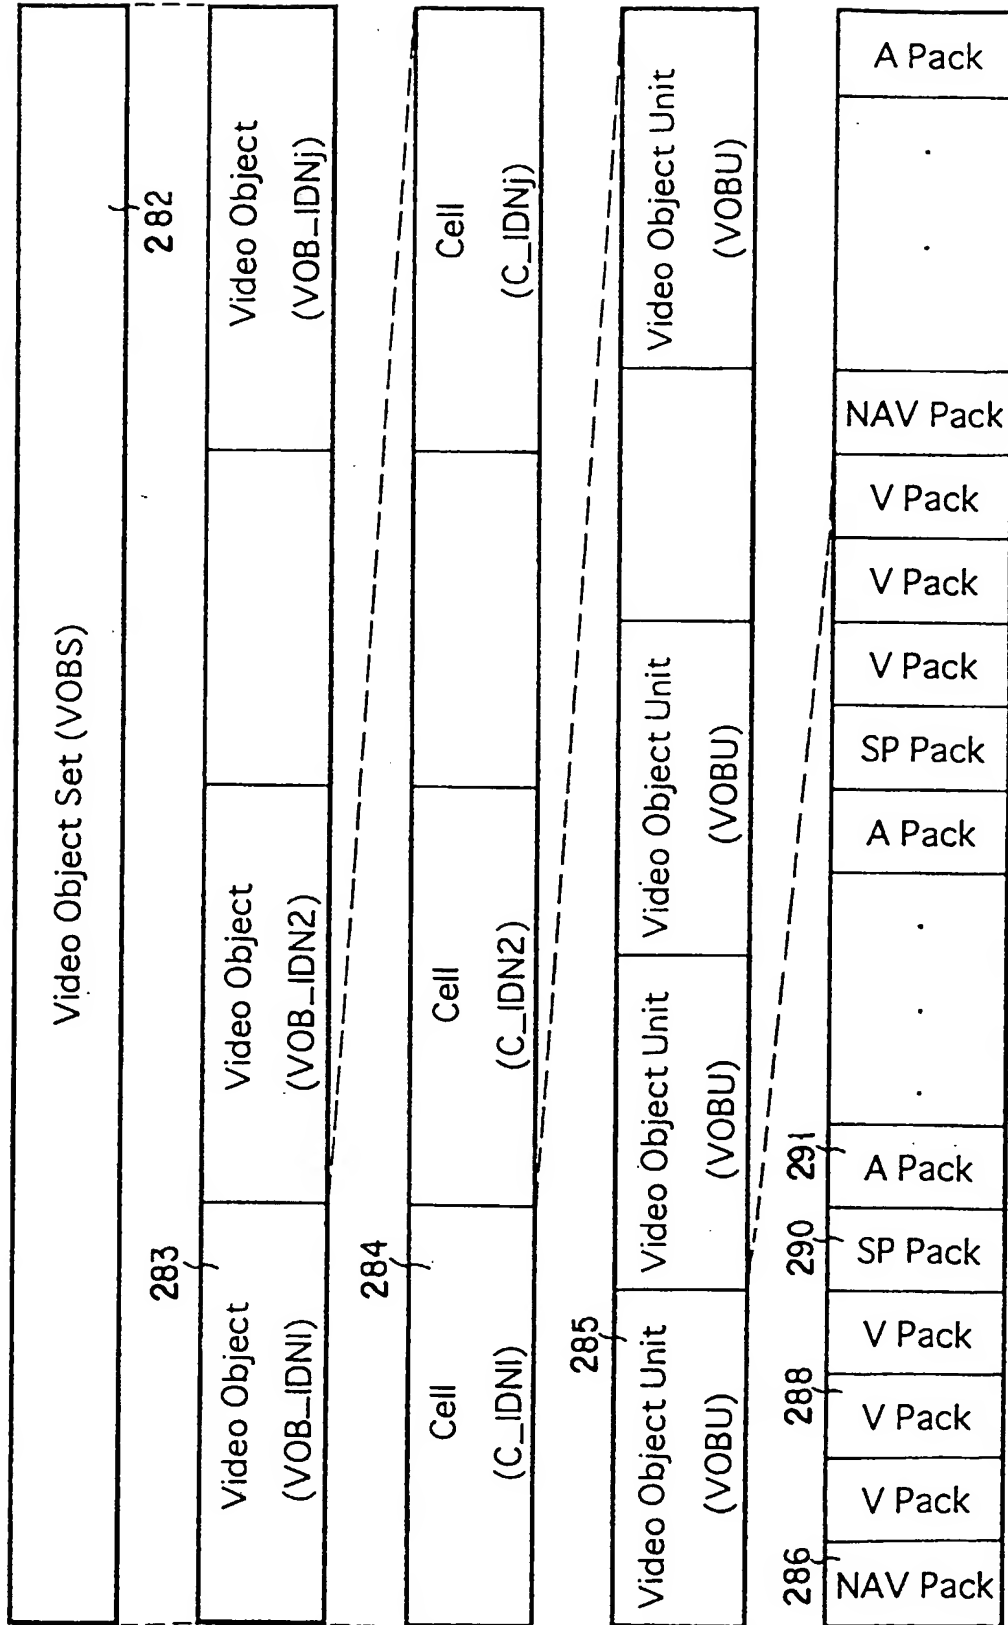 Video Object Set (VOBS)
282
283
Video Object
(VOB_IDN1)
Video Object
(VOB_IDN2)
Video Object
(VOB_IDNj)
284
Cell
(C_IDN1)
Cell
(C_IDN2)
Cell
(C_IDNj)
285
Video Object Unit
(VOBU)
Video Object Unit
(VOBU)
Video Object Unit
(VOBU)
Video Object Unit
(VOBU)
286
288
290
291
NAV Pack
V Pack
V Pack
V Pack
SP Pack
A Pack
. . .
A Pack
SP Pack
V Pack
V Pack
V Pack
NAV Pack
. .
A Pack